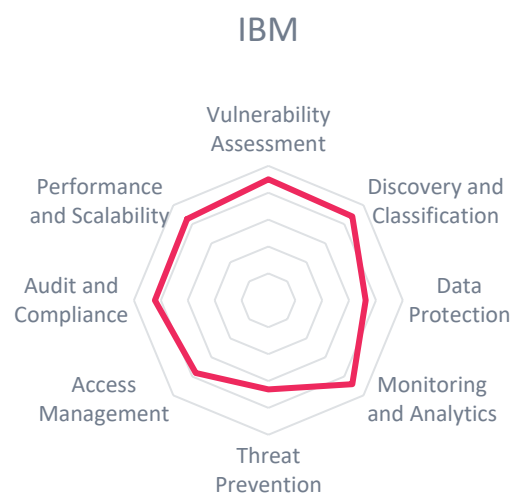 IBM
Vulnerability
Assessment
Discovery and
Classification
Data
Protection
Monitoring
and Analytics
Threat
Prevention
Access
Management
Audit and
Compliance
Performance
and Scalability